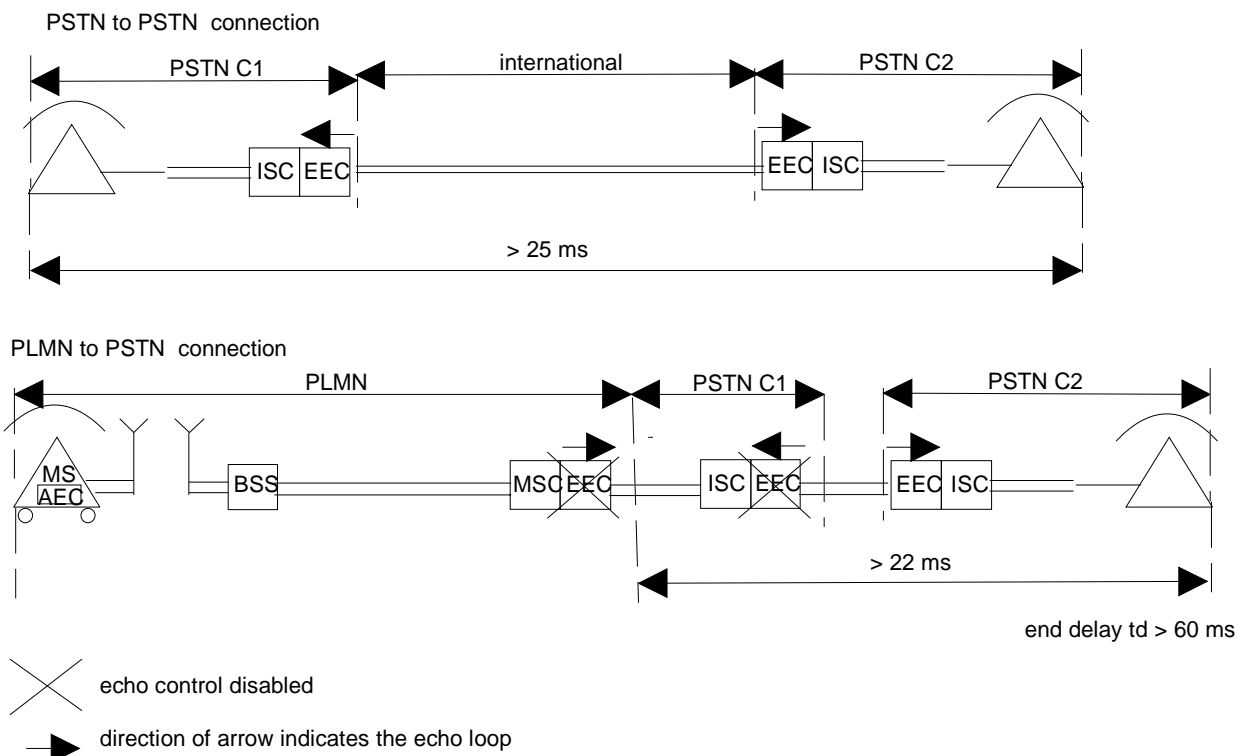 PSTN to PSTN connection
PSTN C1 international PSTN C2
ISC EEC EEC ISC
> 25 ms
PLMN to PSTN connection
PLMN PSTN C1 PSTN C2
MS AEC BSS MSC EEC ISC EEC EEC ISC
> 22 ms
end delay td > 60 ms
echo control disabled
direction of arrow indicates the echo loop